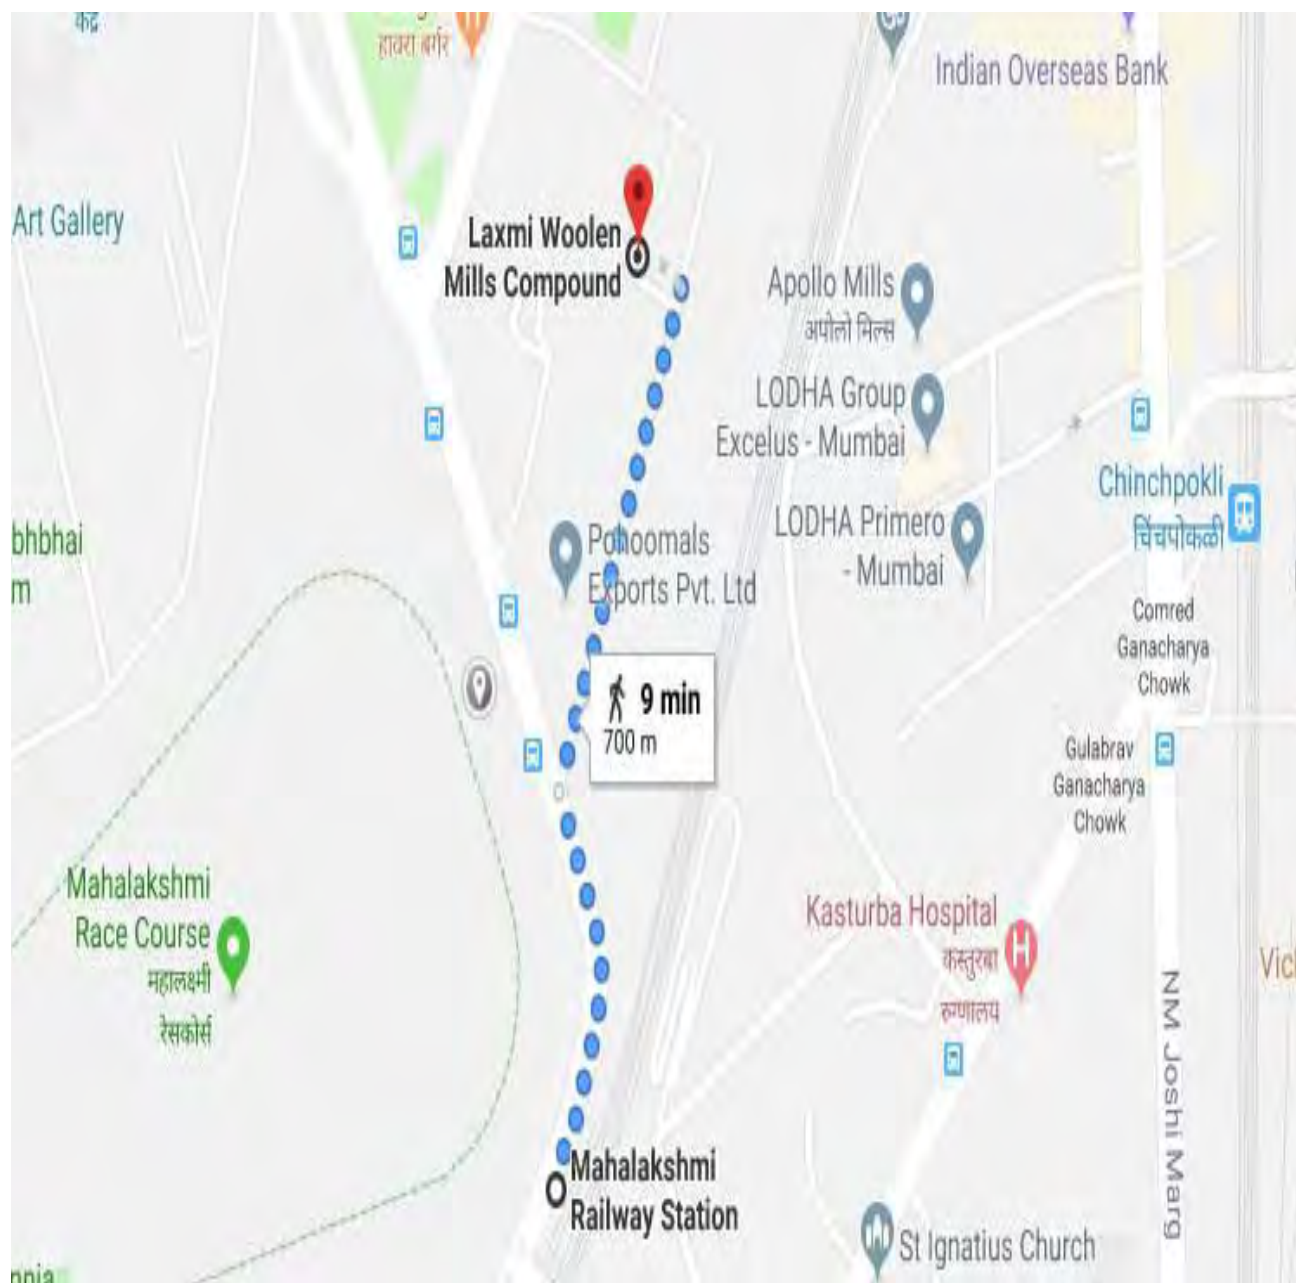 केंद्र
हावरा बर्गर
Indian Overseas Bank
Art Gallery
Laxmi Woolen
Mills Compound
Apollo Mills
अपोलो मिल्स
LODHA Group
Excelus - Mumbai
Chinchpokli
चिंचपोकळी
LODHA Primero
- Mumbai
Pohoomals
Exports Pvt. Ltd
bhbhai
m
Comred
Ganacharya
Chowk
9 min
700 m
Gulabrav
Ganacharya
Chowk
Mahalakshmi
Race Course
महालक्ष्मी
रेसकोर्स
Kasturba Hospital
कस्तुरबा
रुग्णालय
NM Joshi Marg
Mahalakshmi
Railway Station
St Ignatius Church